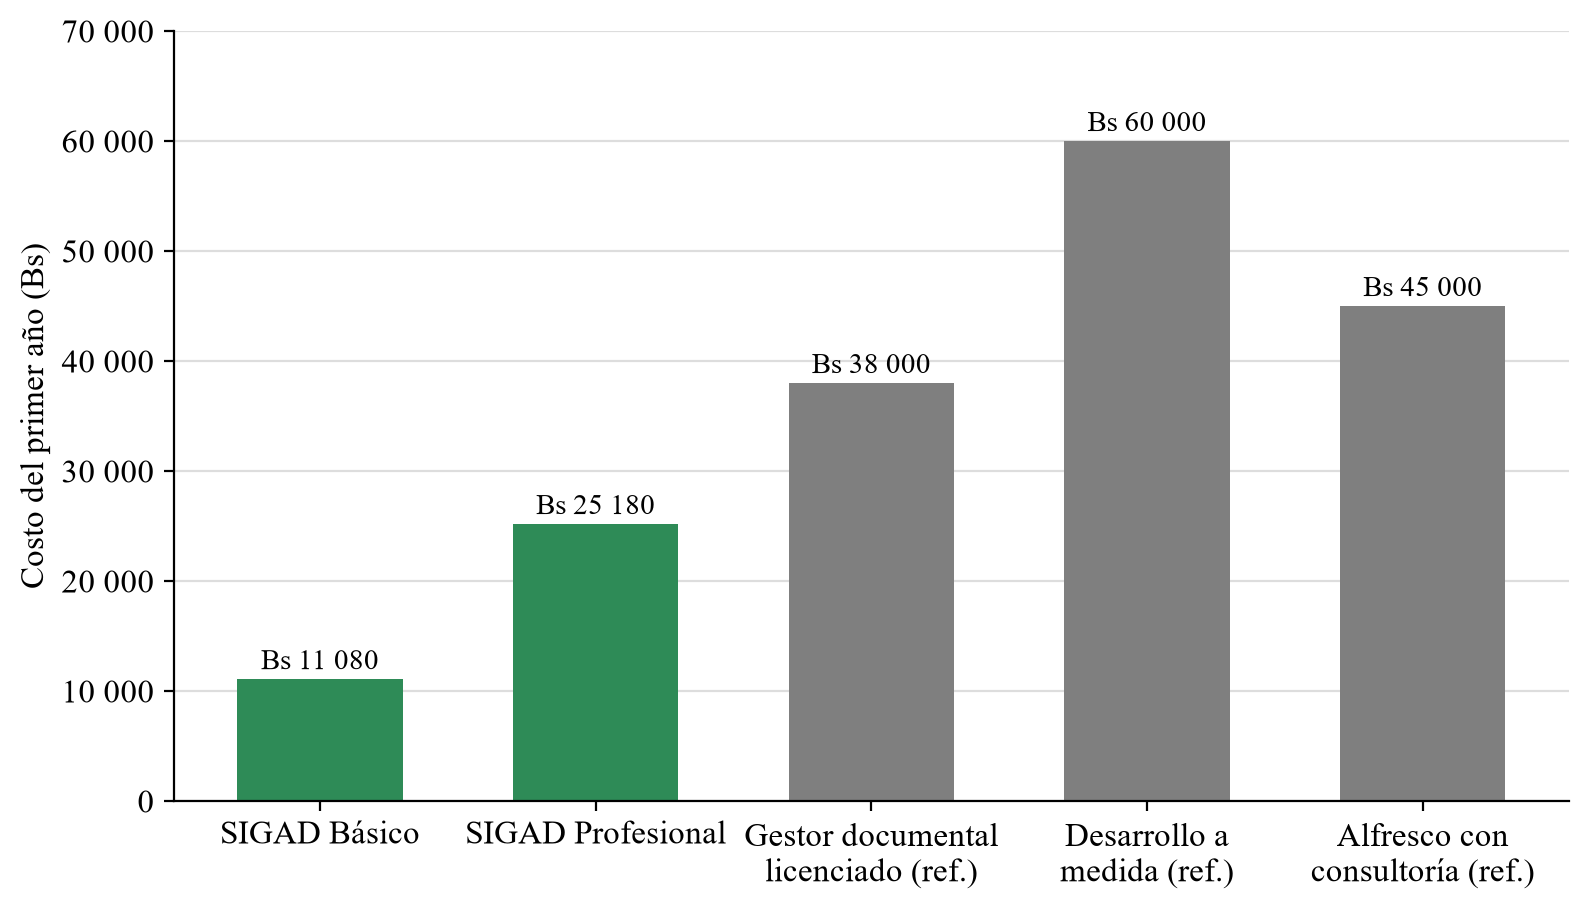 70 000
60 000
50 000
40 000
30 000
20 000
10 000
0
Costo del primer año (Bs)
Bs 11 080
Bs 25 180
Bs 38 000
Bs 60 000
Bs 45 000
SIGAD Básico
SIGAD Profesional
Gestor documental
licenciado (ref.)
Desarrollo a
medida (ref.)
Alfresco con
consultoría (ref.)